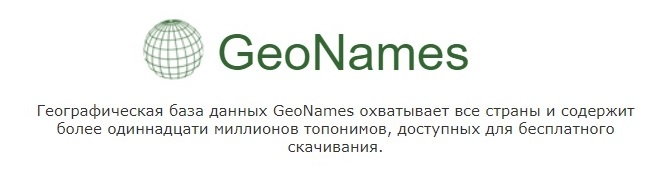 GeoNames
Географическая база данных GeoNames охватывает все страны и содержит
более одиннадцати миллионов топонимов, доступных для бесплатного
скачивания.